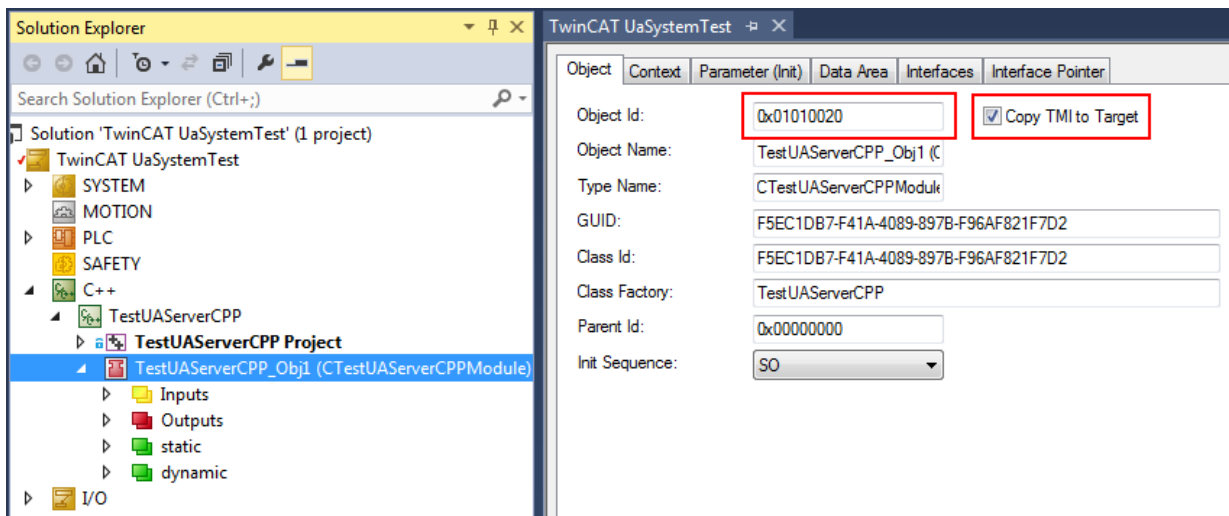 Solution Explorer
Search Solution Explorer (Ctrl+;)
Solution 'TwinCAT UaSystemTest' (1 project)
TwinCAT UaSystemTest
SYSTEM
MOTION
PLC
SAFETY
C++
TestUAServerCPP
TestUAServerCPP Project
TestUAServerCPP_Obj1 (CTestUAServerCPPModule)
Inputs
Outputs
static
dynamic
I/O
TwinCAT UaSystemTest
Object Context Parameter (Init) Data Area Interfaces Interface Pointer
Object Id: 0x01010020 Copy TMI to Target
Object Name: TestUAServerCPP_Obj1 (C
Type Name: CTestUAServerCPPModule
GUID: F5EC1DB7-F41A-4089-897B-F96AF821F7D2
Class Id: F5EC1DB7-F41A-4089-897B-F96AF821F7D2
Class Factory: TestUAServerCPP
Parent Id: 0x00000000
Init Sequence: SO